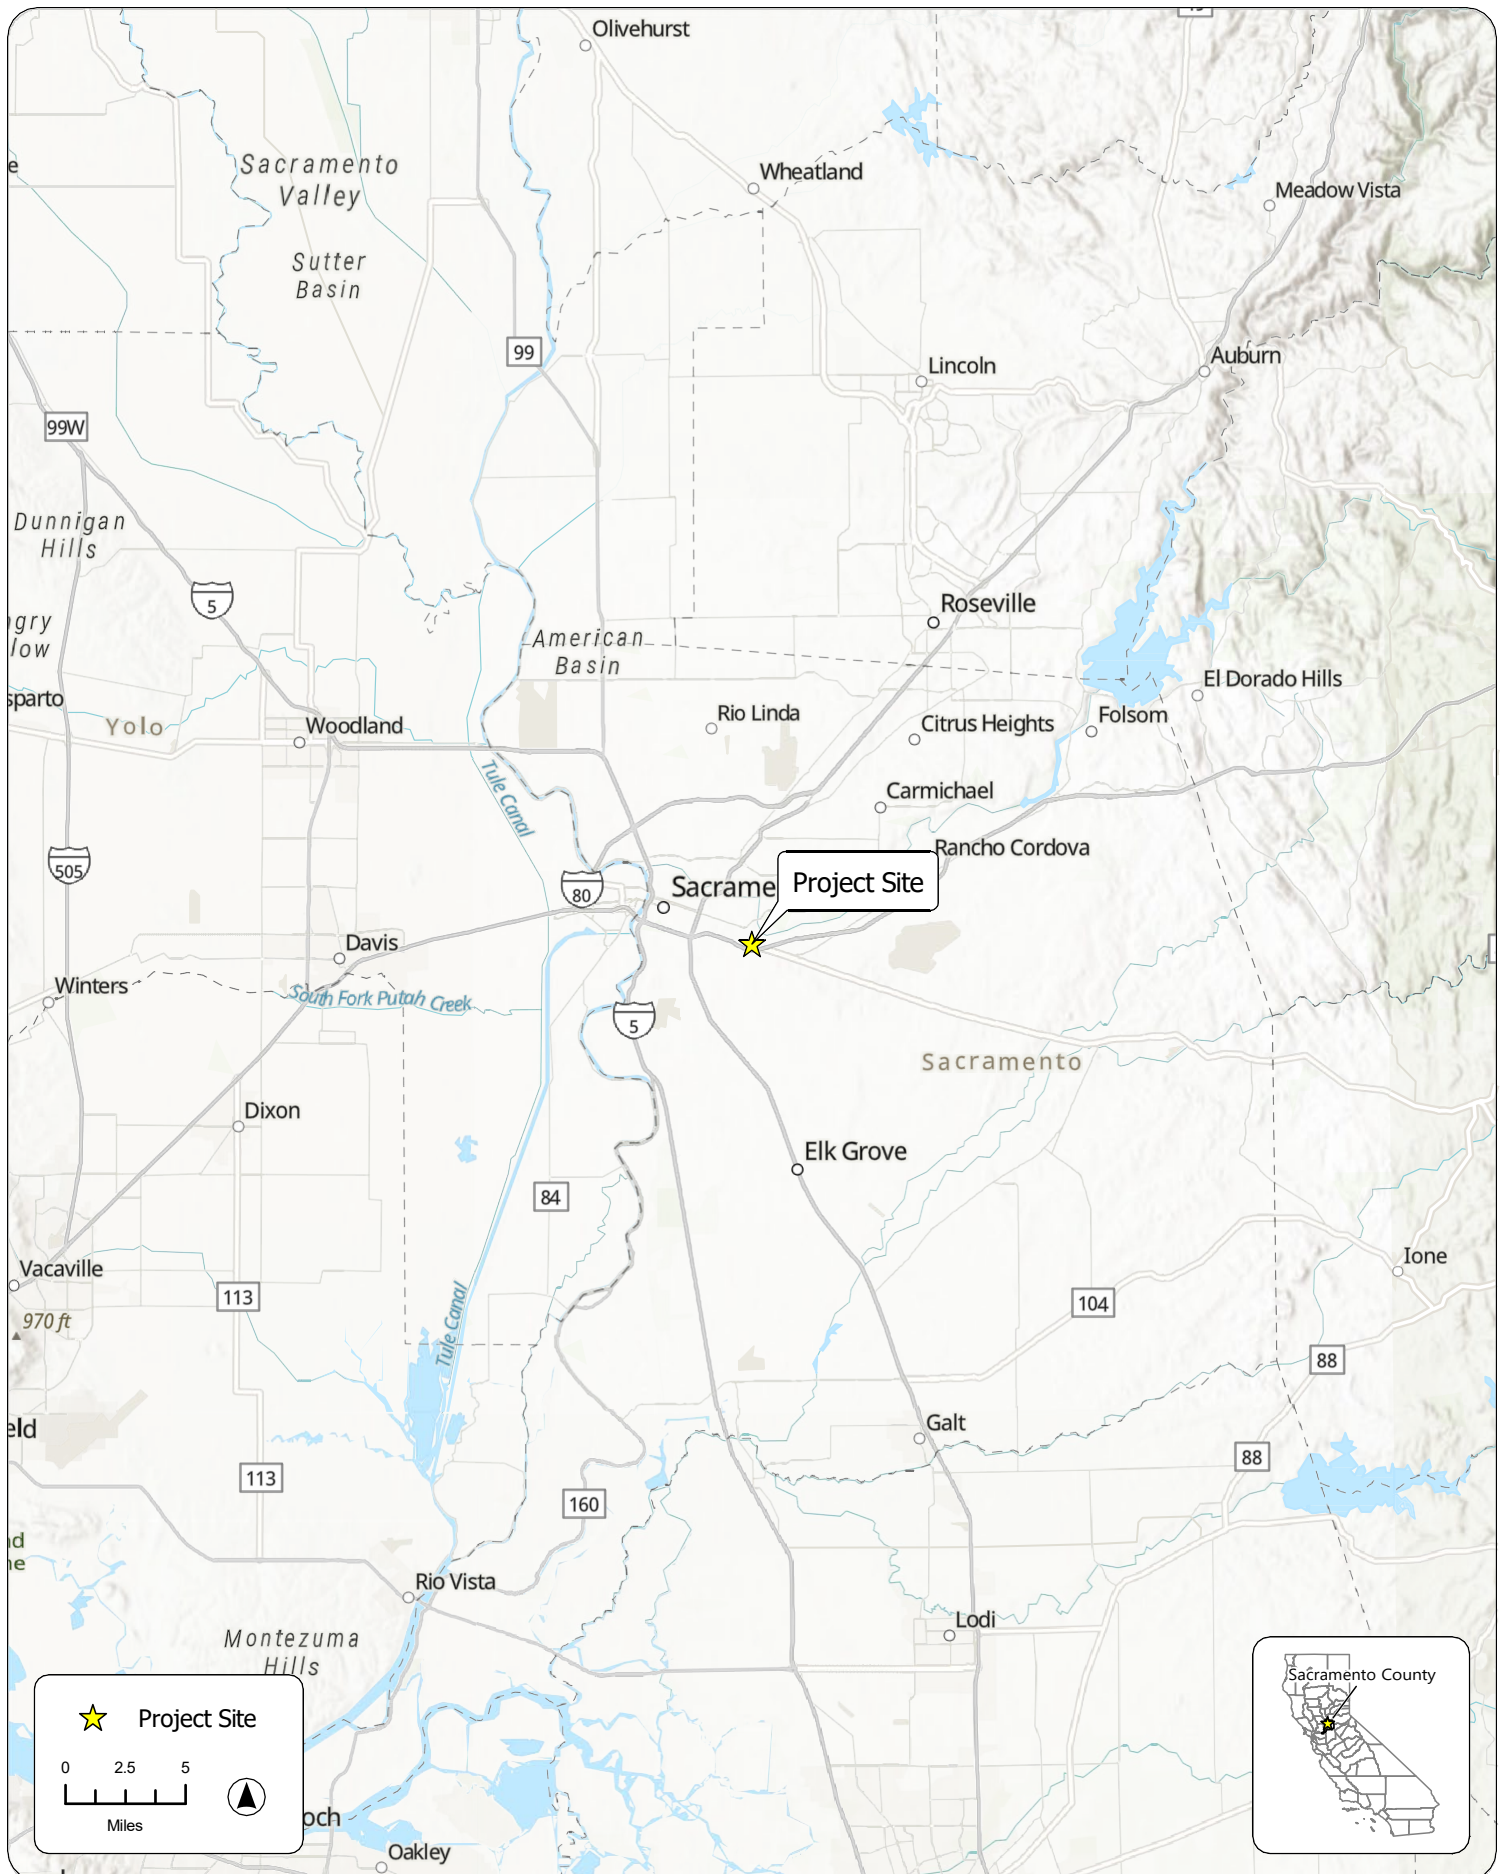 Olivehurst
Sacramento
Valley
Wheatland
Meadow Vista
Sutter
Basin
99
Lincoln
Auburn
99W
Dunnigan
Hills
5
Roseville
American
Basin
El Dorado Hills
Yolo
Woodland
Rio Linda
Citrus Heights
Folsom
Tule Canal
Carmichael
Rancho Cordova
505
80
Sacrame
Project Site
Davis
Winters
South Fork Putah Creek
5
Sacramento
Dixon
Elk Grove
84
Ione
Vacaville
113
970 ft
104
Tule Canal
88
Galt
eld
88
113
160
Rio Vista
Lodi
Montezuma
Hills
Sacramento County
Project Site
0 2.5 5
Miles
och
Oakley